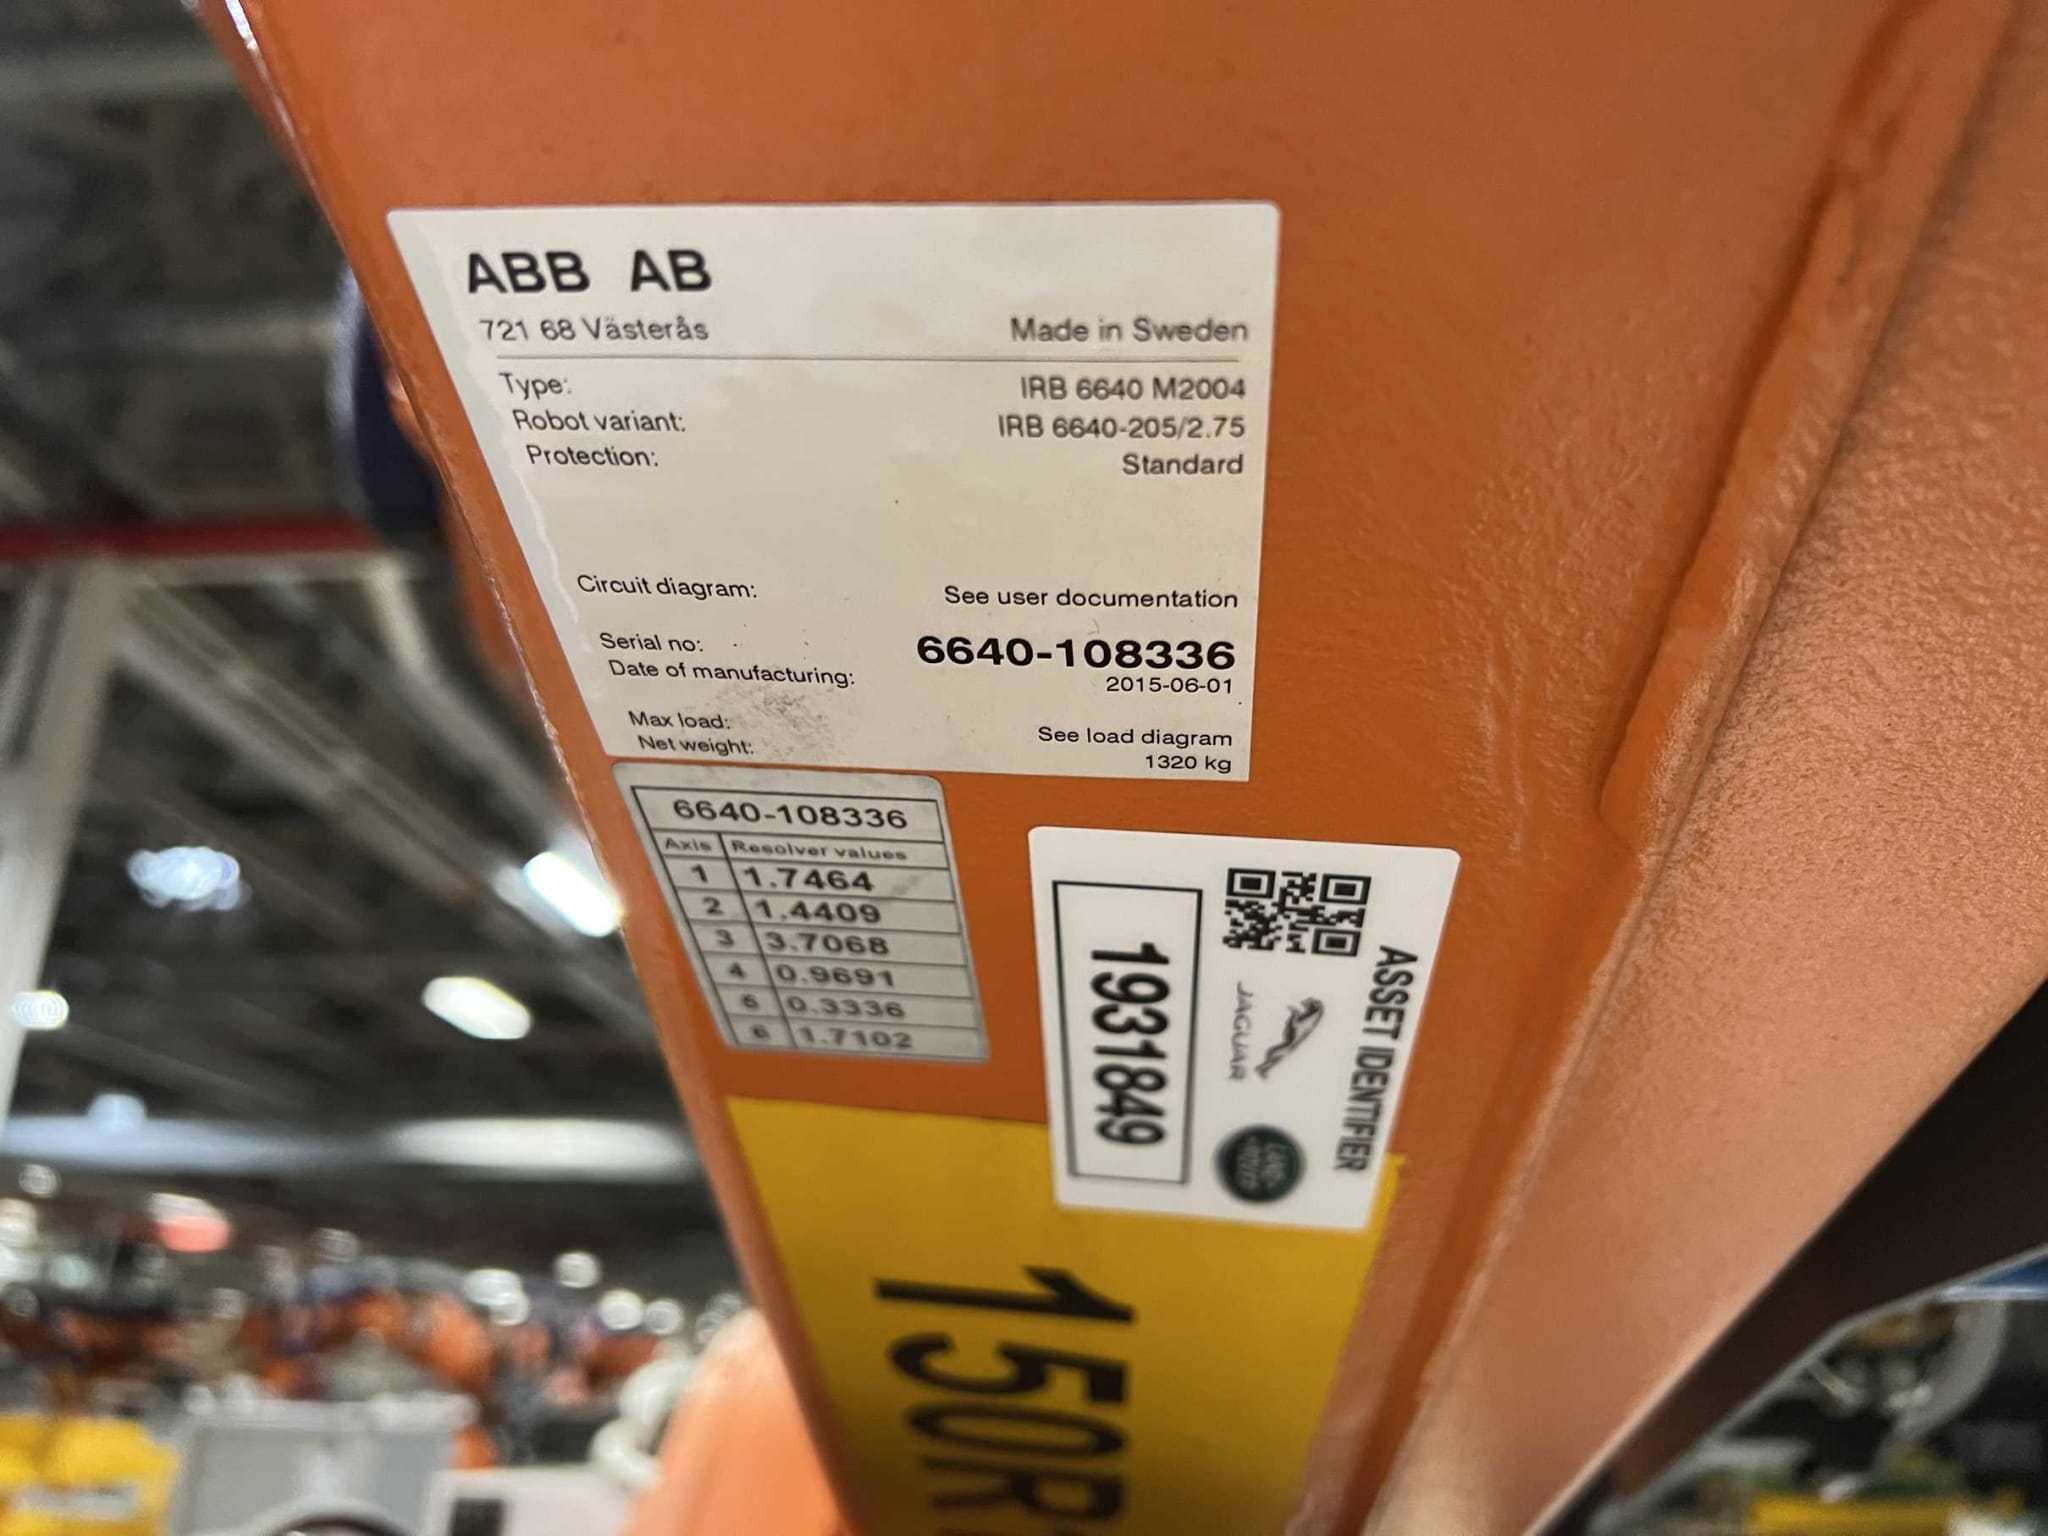 ABB AB
721 68 Västerås
Made in Sweden
Type: IRB 6640 M2004
Robot variant: IRB 6640-205/2.75
Protection: Standard
Circuit diagram: See user documentation
Serial no: 6640-108336
Date of manufacturing: 2015-06-01
Max load: See load diagram
Net weight: 1320 kg
6640-108336
Axis Resolver values
1 1.7464
2 1.4409
3 3.7068
4 0.9691
5 0.3336
6 1.7102
ASSET IDENTIFIER
JAGUAR
LAND ROVER
1931849
150R